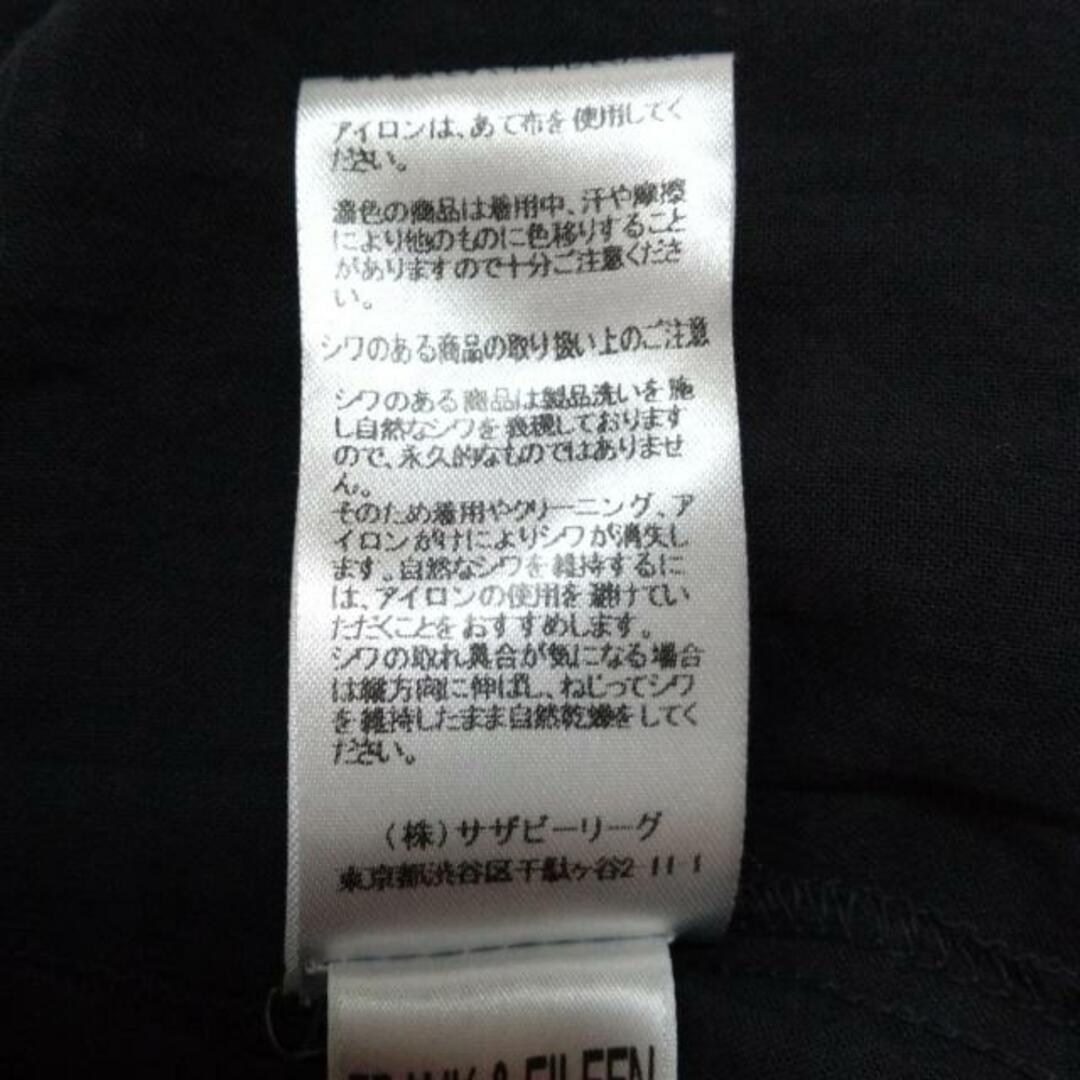 アイロンは、あて布を使用してく
ださい。
濃色の商品は着用中、汗や摩擦
により他のものに色移りすること
がありますので十分ご注意くださ
い。
シワのある商品の取り扱い上のご注意
シワのある商品は製品洗いを施
し自然なシワを表現しております
ので、永久的なものではありませ
ん。
そのため着用やクリーニング、ア
イロンがけによりシワが消失し
ます。自然なシワを維持するに
は、アイロンの使用を避けてい
ただくことをおすすめします。
シワの取れ具合が気になる場合
は縦方向に伸ばし、ねじってシワ
を維持したまま自然乾燥をしてく
ださい。
(株)サザビーリーグ
東京都渋谷区千駄ヶ谷2-11-1
FRANK & EILEEN